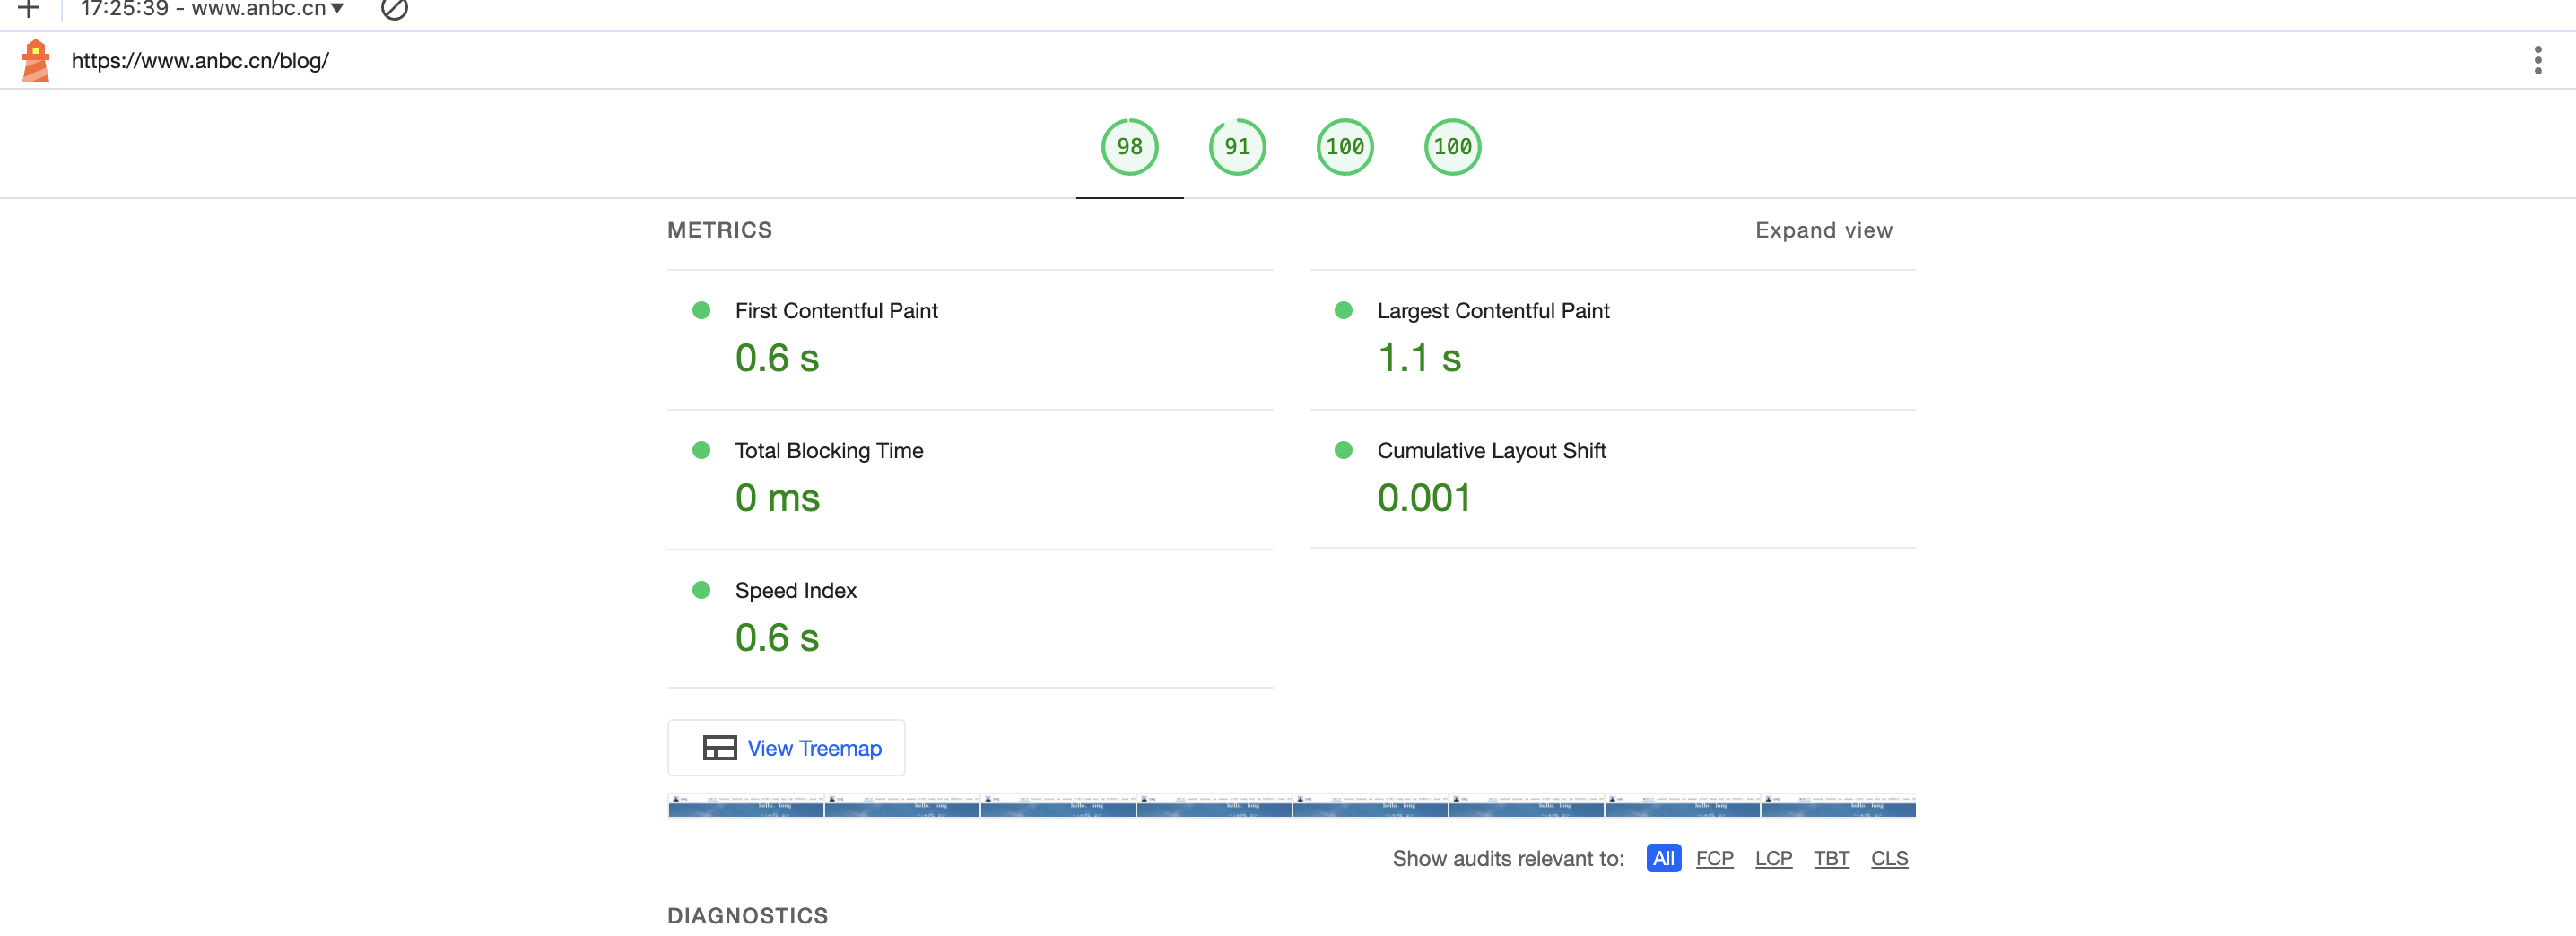 17:25:39 - www.anbc.cn
https://www.anbc.cn/blog/
98 91 100 100
METRICS
Expand view
First Contentful Paint
0.6 s
Largest Contentful Paint
1.1 s
Total Blocking Time
0 ms
Cumulative Layout Shift
0.001
Speed Index
0.6 s
View Treemap
Show audits relevant to: All FCP LCP TBT CLS
DIAGNOSTICS